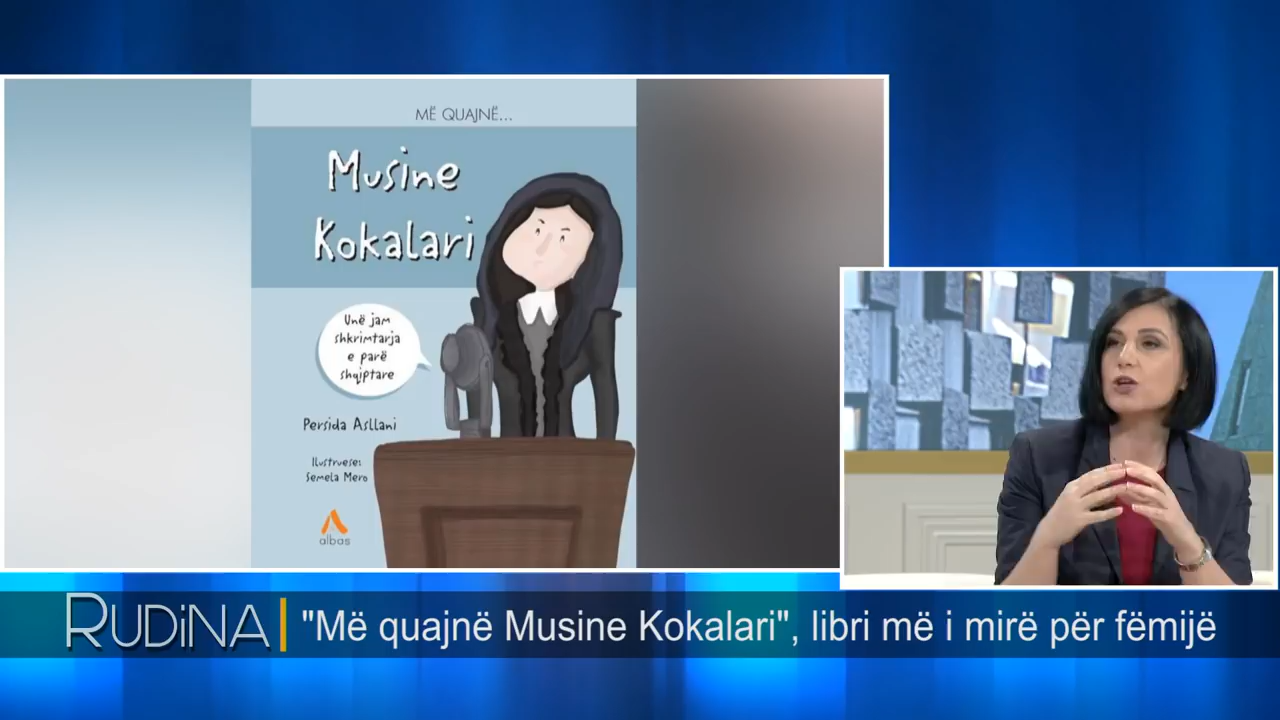 MË QUAJNË...
Musine
Kokalari
Unë jam
shkrimtarja
e parë
shqiptare
Persida Asllani
Ilustruese:
Semela Mero
albas
RUDiNA
"Më quajnë Musine Kokalari", libri më i mirë për fëmijë